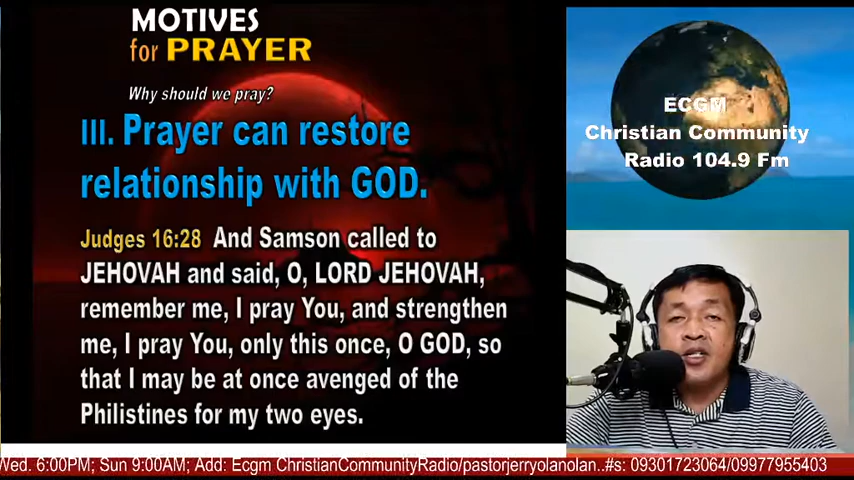 MOTIVES
for PRAYER
Why should we pray?
III. Prayer can restore
relationship with GOD.
Judges 16:28 And Samson called to
JEHOVAH and said, O, LORD JEHOVAH,
remember me, I pray You, and strengthen
me, I pray You, only this once, O GOD, so
that I may be at once avenged of the
Philistines for my two eyes.
ECGM
Christian Community
Radio 104.9 Fm
Wed. 6:00PM; Sun 9:00AM; Add: Ecgm ChristianCommunityRadio/pastorjerryolanolan..#s: 09301723064/09977955403